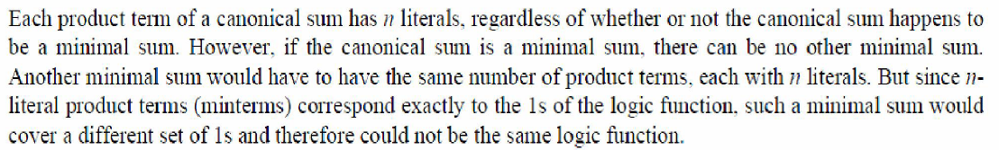 Each product term of a canonical sum has n literals, regardless of whether or not the canonical sum happens to
be a minimal sum. However, if the canonical sum is a minimal sum, there can be no other minimal sum.
Another minimal sum would have to have the same number of product terms, each with n literals. But since n-
literal product terms (minterms) correspond exactly to the 1s of the logic function, such a minimal sum would
cover a different set of 1s and therefore could not be the same logic function.